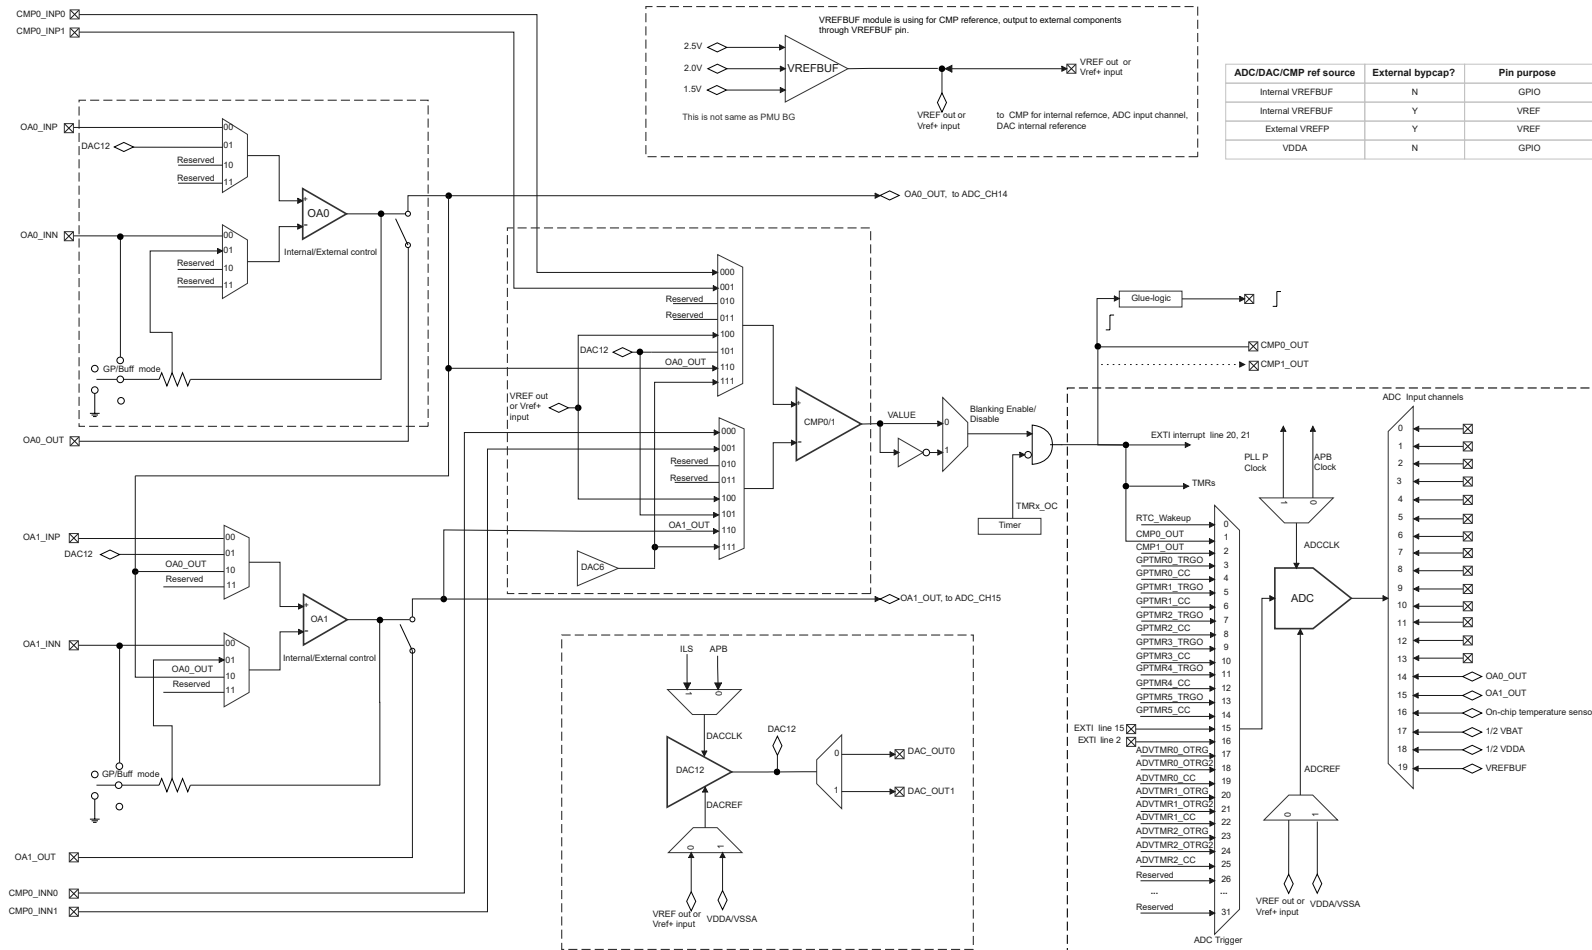 CMP0_INP0
CMP0_INP1
VREFBUF module is using for CMP reference, output to external components
through VREFBUF pin.
2.5V
2.0V
1.5V
VREFBUF
VREF out or
Vref+ input
This is not same as PMU BG
VREF out or
Vref+ input
to CMP for internal refernce, ADC input channel,
DAC internal reference
ADC/DAC/CMP ref source External bypcap? Pin purpose
Internal VREFBUF N GPIO
Internal VREFBUF Y VREF
External VREFP Y VREF
VDDA N GPIO
OA0_INP
DAC12
Reserved
Reserved
00
01
10
11
OA0
+
-
Internal/External control
OA0_INN
Reserved
Reserved
00
01
10
11
GP/Buff mode
OA0_OUT
OA0_OUT, to ADC_CH14
000
Reserved
001
Reserved
010
011
100
DAC12
101
OA0_OUT
110
111
VREF out
or Vref+
input
000
001
Reserved
010
Reserved
011
100
101
OA1_OUT
110
111
DAC6
+
-
CMP0/1
VALUE
0
1
Blanking Enable/
Disable
TMRx_OC
Timer
Glue-logic
CMP0_OUT
CMP1_OUT
EXTI interrupt line 20, 21
TMRs
OA1_INP
DAC12
OA0_OUT
Reserved
00
01
10
11
OA1
+
-
Internal/External control
OA1_INN
OA0_OUT
Reserved
00
01
10
11
GP/Buff mode
OA1_OUT
OA1_OUT, to ADC_CH15
CMP0_INN0
CMP0_INN1
ILS
APB
1
0
DACCLK
DAC12
DAC12
DACREF
0
1
VREF out or
Vref+ input
VDDA/VSSA
0
1
DAC_OUT0
DAC_OUT1
RTC_Wakeup 0
CMP0_OUT 1
CMP1_OUT 2
GPTMR0_TRGO 3
GPTMR0_CC 4
GPTMR1_TRGO 5
GPTMR1_CC 6
GPTMR2_TRGO 7
GPTMR2_CC 8
GPTMR3_TRGO 9
GPTMR3_CC 10
GPTMR4_TRGO 11
GPTMR4_CC 12
GPTMR5_TRGO 13
GPTMR5_CC 14
EXTI line 15 15
EXTI line 2 16
ADVTMR0_OTRG 17
ADVTMR0_OTRG2 18
ADVTMR0_CC 19
ADVTMR1_OTRG 20
ADVTMR1_OTRG2 21
ADVTMR1_CC 22
ADVTMR2_OTRG 23
ADVTMR2_OTRG2 24
ADVTMR2_CC 25
Reserved 26
... ...
Reserved 31
ADC Trigger
PLL P
Clock
APB
Clock
1
0
ADCCLK
ADC
ADCREF
0
1
VREF out or
Vref+ input
VDDA/VSSA
ADC Input channels
0
1
2
3
4
5
6
7
8
9
10
11
12
13
14 OA0_OUT
15 OA1_OUT
16 On-chip temperature senso
17 1/2 VBAT
18 1/2 VDDA
19 VREFBUF